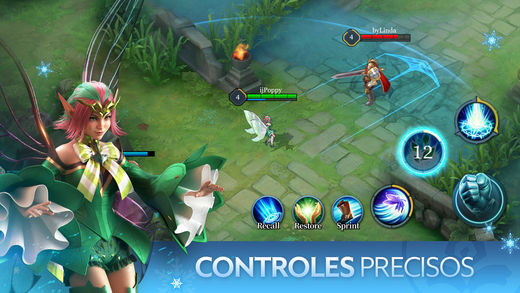 byLinda
4
ijPoppy
4
12
Recall Restore Sprint
CONTROLES PRECISOS